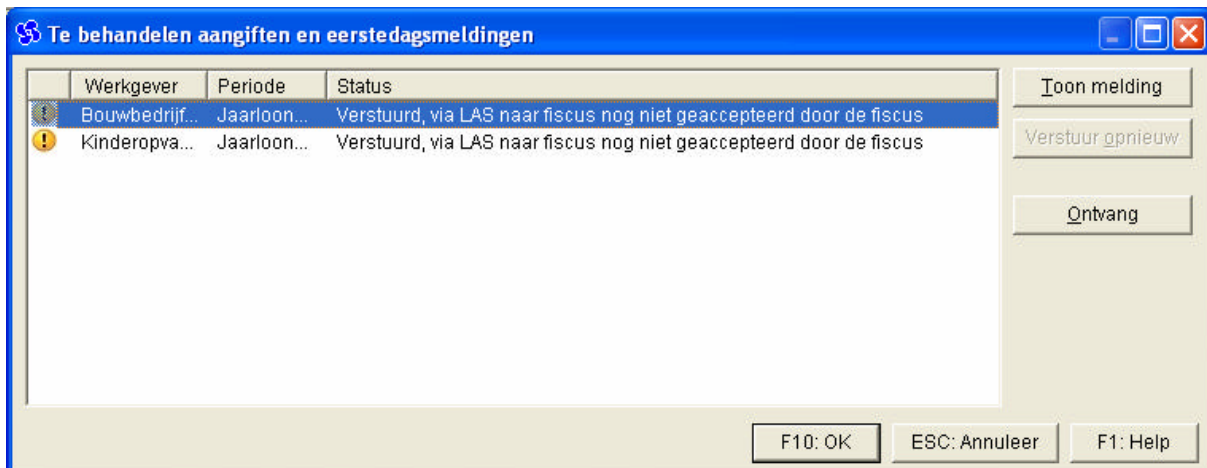 Te behandelen aangiften en eerstedagsmeldingen
Werkgever Periode Status
Bouwbedrijf... Jaarloon... Verstuurd, via LAS naar fiscus nog niet geaccepteerd door de fiscus
Kinderopva... Jaarloon... Verstuurd, via LAS naar fiscus nog niet geaccepteerd door de fiscus
Toon melding
Verstuur opnieuw
Ontvang
F10: OK ESC: Annuleer F1: Help